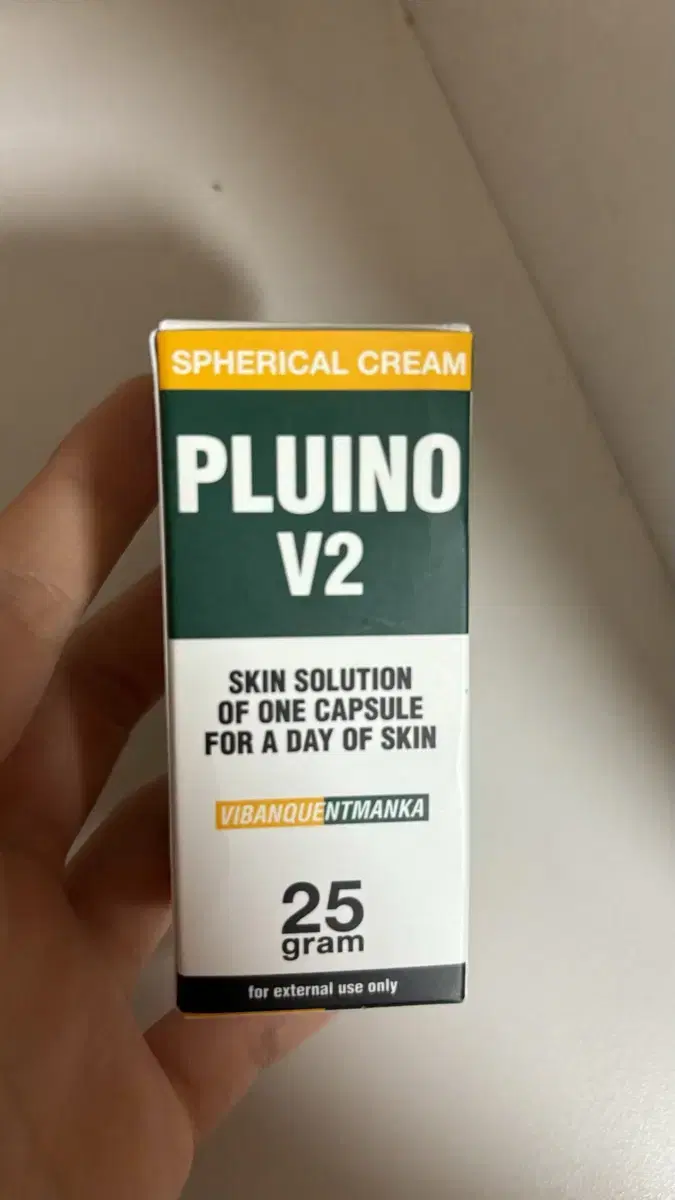 SPHERICAL CREAM
PLUINO
V2
SKIN SOLUTION
OF ONE CAPSULE
FOR A DAY OF SKIN
VIBANQUENTMANKA
25
gram
for external use only